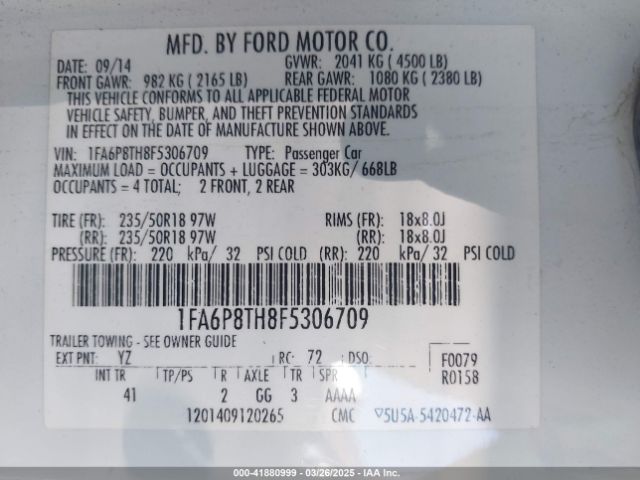 MFD. BY FORD MOTOR CO.
DATE: 09/14 GVWR: 2041 KG ( 4500 LB)
FRONT GAWR: 982 KG ( 2165 LB) REAR GAWR: 1080 KG ( 2380 LB)
THIS VEHICLE CONFORMS TO ALL APPLICABLE FEDERAL MOTOR
VEHICLE SAFETY, BUMPER, AND THEFT PREVENTION STANDARDS
IN EFFECT ON THE DATE OF MANUFACTURE SHOWN ABOVE.
VIN: 1FA6P8TH8F5306709 TYPE: Passenger Car
MAXIMUM LOAD = OCCUPANTS + LUGGAGE = 303KG/ 668LB
OCCUPANTS = 4 TOTAL; 2 FRONT, 2 REAR
TIRE (FR): 235/50R18 97W RIMS (FR): 18x8.0J
(RR): 235/50R18 97W (RR): 18x8.0J
PRESSURE (FR): 220 kPa/ 32 PSI COLD (RR): 220 kPa/ 32 PSI COLD
1FA6P8TH8F5306709
TRAILER TOWING - SEE OWNER GUIDE
EXT PNT: YZ RC: 72 DSO: F0079
INT TR TP/PS R AXLE TR SPR R0158
41 2 GG 3 AAAA
1201409120265 CMC ▽5U5A-5420472-AA
000-41880999 — 03/26/2025 — IAA Inc.